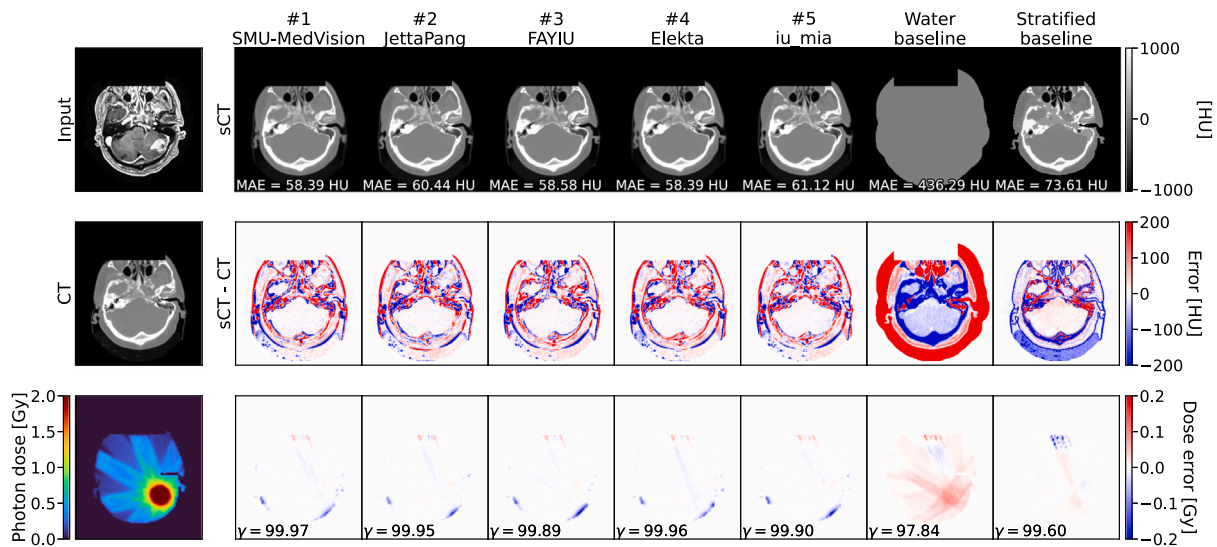 #1
SMU-MedVision
#2
JettaPang
#3
FAYIU
#4
Elekta
#5
iu_mia
Water
baseline
Stratified
baseline
Input
sCT
MAE = 58.39 HU
MAE = 60.44 HU
MAE = 58.58 HU
MAE = 58.39 HU
MAE = 61.12 HU
MAE = 436.29 HU
MAE = 73.61 HU
1000
0
−1000
[HU]
CT
sCT - CT
200
100
0
−100
−200
Error [HU]
Photon dose [Gy]
2.0
1.5
1.0
0.5
0.0
γ = 99.97
γ = 99.95
γ = 99.89
γ = 99.96
γ = 99.90
γ = 97.84
γ = 99.60
0.2
0.1
0.0
−0.1
−0.2
Dose error [Gy]